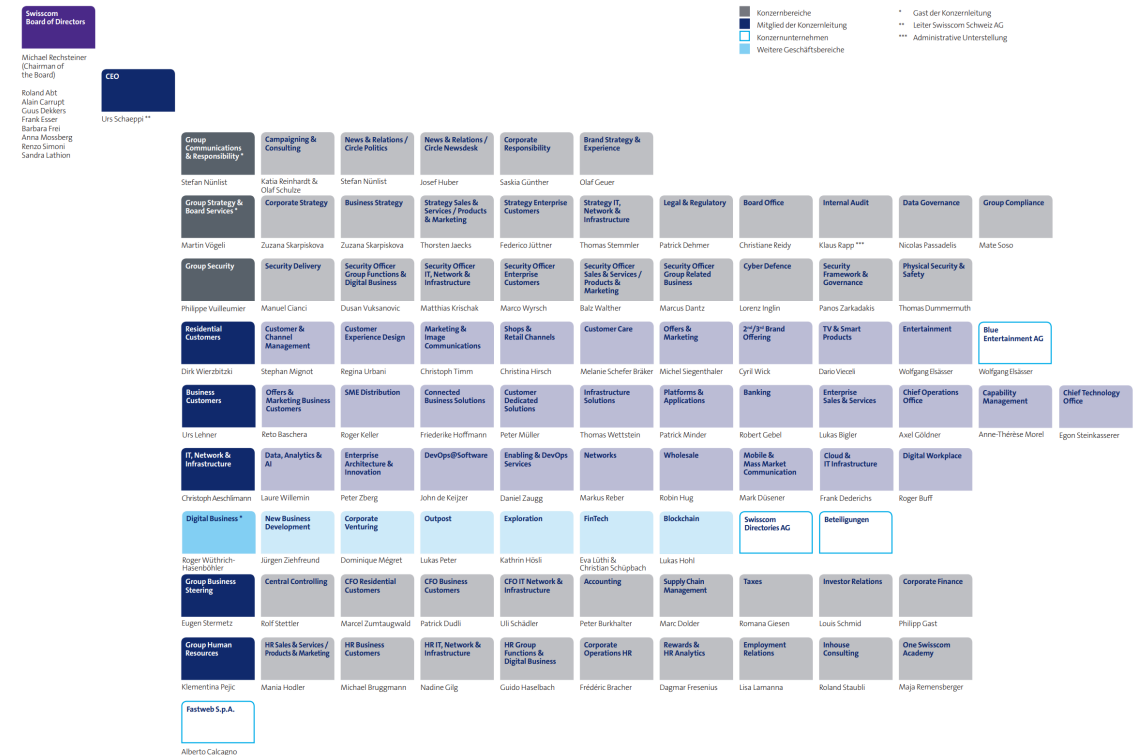 Swisscom
Board of Directors
Michael Rechsteiner
(Chairman of
the Board)
Roland Abt
Alain Carrupt
Guus Dekkers
Frank Esser
Barbara Frei
Anna Mossberg
Renzo Simoni
Sandra Lathion
CEO
Urs Schaeppi **
Konzernbereiche
Mitglied der Konzernleitung
Konzernunternehmen
Weitere Geschäftsbereiche
* Gast der Konzernleitung
** Leiter Swisscom Schweiz AG
*** Administrative Unterstellung
Group
Communications
& Responsibility *
Stefan Nünlist
Campaigning &
Consulting
Katia Reinhardt &
Olaf Schulze
News & Relations /
Circle Politics
Stefan Nünlist
News & Relations /
Circle Newsdesk
Josef Huber
Corporate
Responsibility
Saskia Günther
Brand Strategy &
Experience
Olaf Geuer
Group Strategy &
Board Services *
Martin Vögeli
Corporate Strategy
Zuzana Skarpiskova
Business Strategy
Zuzana Skarpiskova
Strategy Sales &
Services / Products
& Marketing
Thorsten Jaecks
Strategy Enterprise
Customers
Federico Jüttner
Strategy IT,
Network &
Infrastructure
Thomas Stemmler
Legal & Regulatory
Patrick Dehmer
Board Office
Christiane Reidy
Internal Audit
Klaus Rapp ***
Data Governance
Nicolas Passadelis
Group Compliance
Mate Soso
Group Security
Philippe Vuilleumier
Security Delivery
Manuel Cianci
Security Officer
Group Functions &
Digital Business
Dusan Vuksanovic
Security Officer
IT, Network &
Infrastructure
Matthias Krischak
Security Officer
Enterprise
Customers
Marco Wyrsch
Security Officer
Sales & Services /
Products &
Marketing
Balz Walther
Security Officer
Group Related
Business
Marcus Dantz
Cyber Defence
Lorenz Inglin
Security
Framework &
Governance
Panos Zarkadakis
Physical Security &
Safety
Thomas Dummermuth
Residential
Customers
Dirk Wierzbitzki
Customer &
Channel
Management
Stephan Mignot
Customer
Experience Design
Regina Urbani
Marketing &
Image
Communications
Christoph Timm
Shops &
Retail Channels
Christina Hirsch
Customer Care
Melanie Schefer Bräker
Offers &
Marketing
Michel Siegenthaler
2nd/3rd Brand
Offering
Cyril Wick
TV & Smart
Products
Dario Vieceli
Entertainment
Wolfgang Elsässer
Blue
Entertainment AG
Wolfgang Elsässer
Business
Customers
Urs Lehner
Offers &
Marketing Business
Customers
Reto Baschera
SME Distribution
Roger Keller
Connected
Business Solutions
Friederike Hoffmann
Customer
Dedicated
Solutions
Peter Müller
Infrastructure
Solutions
Thomas Wettstein
Platforms &
Applications
Patrick Minder
Banking
Robert Gebel
Enterprise
Sales & Services
Lukas Bigler
Chief Operations
Office
Axel Göldner
Capability
Management
Anne-Thérèse Morel
Chief Technology
Office
Egon Steinkasserer
IT, Network &
Infrastructure
Christoph Aeschlimann
Data, Analytics &
AI
Laure Willemin
Enterprise
Architecture &
Innovation
Peter Zberg
DevOps@Software
John de Keijzer
Enabling & DevOps
Services
Daniel Zaugg
Networks
Markus Reber
Wholesale
Robin Hug
Mobile &
Mass Market
Communication
Mark Düsener
Cloud &
IT Infrastructure
Frank Dederichs
Digital Workplace
Roger Buff
Digital Business *
Roger Wüthrich-
Hasenböhler
New Business
Development
Jürgen Ziehfreund
Corporate
Venturing
Dominique Mégret
Outpost
Lukas Peter
Exploration
Kathrin Hösli
FinTech
Eva Lüthi &
Christian Schüpbach
Blockchain
Lukas Hohl
Swisscom
Directories AG
Beteiligungen
Group Business
Steering
Eugen Stermetz
Central Controlling
Rolf Stettler
CFO Residential
Customers
Marcel Zumtaugwald
CFO Business
Customers
Patrick Dudli
CFO IT Network &
Infrastructure
Uli Schädler
Accounting
Peter Burkhalter
Supply Chain
Management
Marc Dolder
Taxes
Romana Giesen
Investor Relations
Louis Schmid
Corporate Finance
Philipp Gast
Group Human
Resources
Klementina Pejic
HR Sales & Services /
Products & Marketing
Mania Hodler
HR Business
Customers
Michael Bruggmann
HR IT, Network &
Infrastructure
Nadine Gilg
HR Group
Functions &
Digital Business
Guido Haselbach
Corporate
Operations HR
Frédéric Bracher
Rewards &
HR Analytics
Dagmar Fresenius
Employment
Relations
Lisa Lamanna
Inhouse
Consulting
Roland Staubli
One Swisscom
Academy
Maja Remensberger
Fastweb S.p.A.
Alberto Calcagno